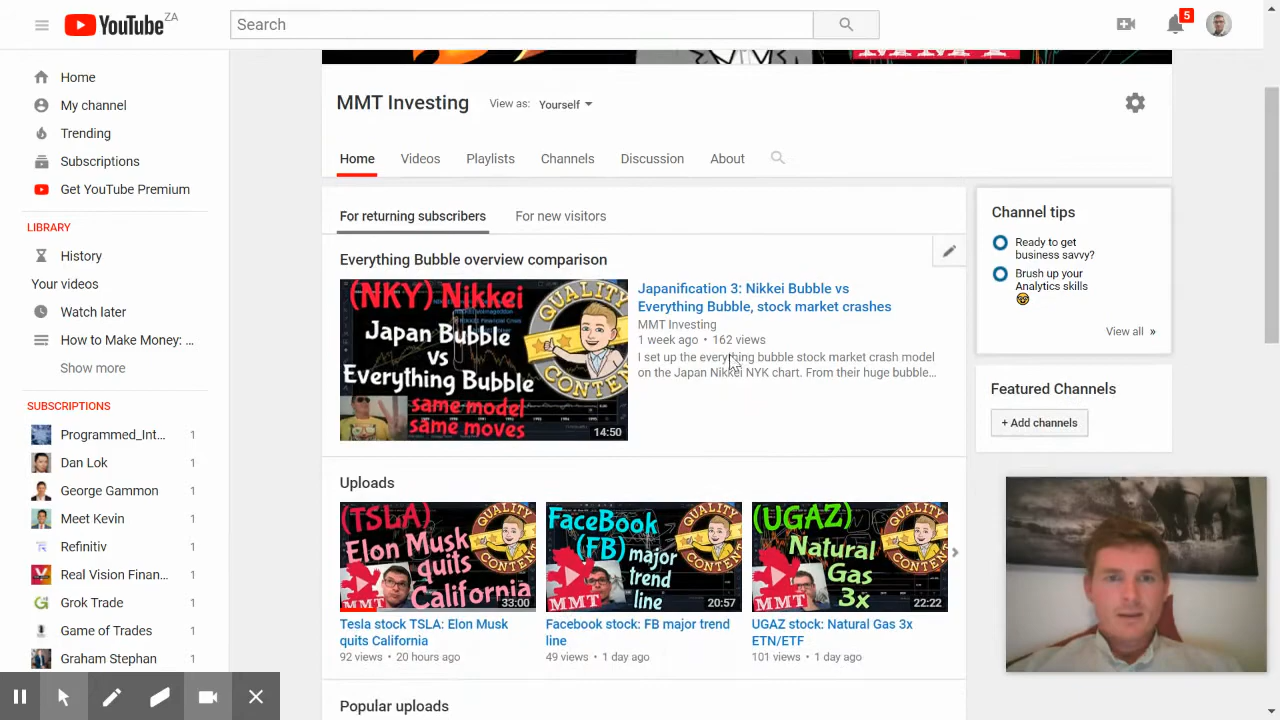 YouTube ZA
Search
5
Home
My channel
Trending
Subscriptions
Get YouTube Premium
LIBRARY
History
Your videos
Watch later
How to Make Money: ...
Show more
SUBSCRIPTIONS
Programmed_Int... 1
Dan Lok 1
George Gammon 1
Meet Kevin 1
Refinitiv 1
Real Vision Finan... 1
Grok Trade 1
Game of Trades 1
Graham Stephan 1
MMT
MMT Investing
View as: Yourself
Home Videos Playlists Channels Discussion About
For returning subscribers For new visitors
Everything Bubble overview comparison
(NKY) Nikkei
Japan Bubble
vs
Everything Bubble
same model
same moves
QUALITY
CONTENT
14:50
Japanification 3: Nikkei Bubble vs
Everything Bubble, stock market crashes
MMT Investing
1 week ago • 162 views
I set up the everything bubble stock market crash model
on the Japan Nikkei NYK chart. From their huge bubble...
Uploads
(TSLA)
Elon Musk
quits
California
QUALITY
MMT
33:00
Tesla stock TSLA: Elon Musk
quits California
92 views • 20 hours ago
FaceBook
(FB) major
trend
line
QUALITY
MMT
20:57
Facebook stock: FB major trend
line
49 views • 1 day ago
(UGAZ)
Natural
Gas
3x
QUALITY
MMT
22:22
UGAZ stock: Natural Gas 3x
ETN/ETF
101 views • 1 day ago
Popular uploads
Channel tips
Ready to get
business savvy?
Brush up your
Analytics skills
View all »
Featured Channels
+ Add channels